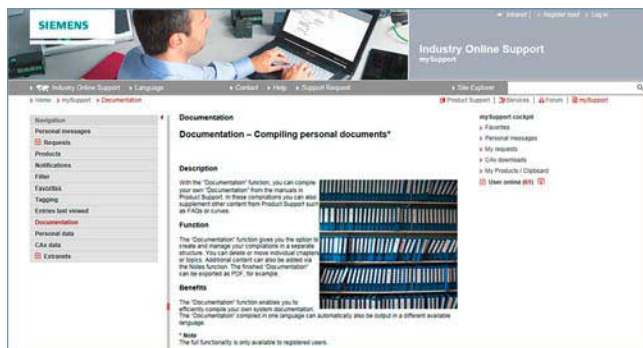 SIEMENS
Intranet | Register now! Log in
Industry Online Support
mySupport
Industry Online Support Language Contact Help Support Request Site Explorer
Home mySupport Documentation Product Support Services Forum mySupport
Navigation
Personal messages
Requests
Products
Notifications
Filter
Favorites
Tagging
Entries last viewed
Documentation
Personal data
CAx data
Extranets
Documentation
Documentation – Compiling personal documents*
Description
With the "Documentation" function, you can compile
your own "Documentation" from the manuals in
Product Support. In these compilations you can also
supplement other content from Product Support such
as FAQs or curves.
Function
The "Documentation" function gives you the option to
create and manage your compilations in a separate
structure. You can delete or move individual chapters
or topics. Additional content can also be added via
the Notes function. The finished "Documentation"
can be exported as PDF, for example.
Benefits
The "Documentation" function enables you to
efficiently compile your own system documentation.
The "Documentation" compiled in one language can automatically also be output in a different available
language.
* Note
The full functionality is only available to registered users.
mySupport cockpit
Favorites
Personal messages
My requests
CAx downloads
My Products / Clipboard
User online